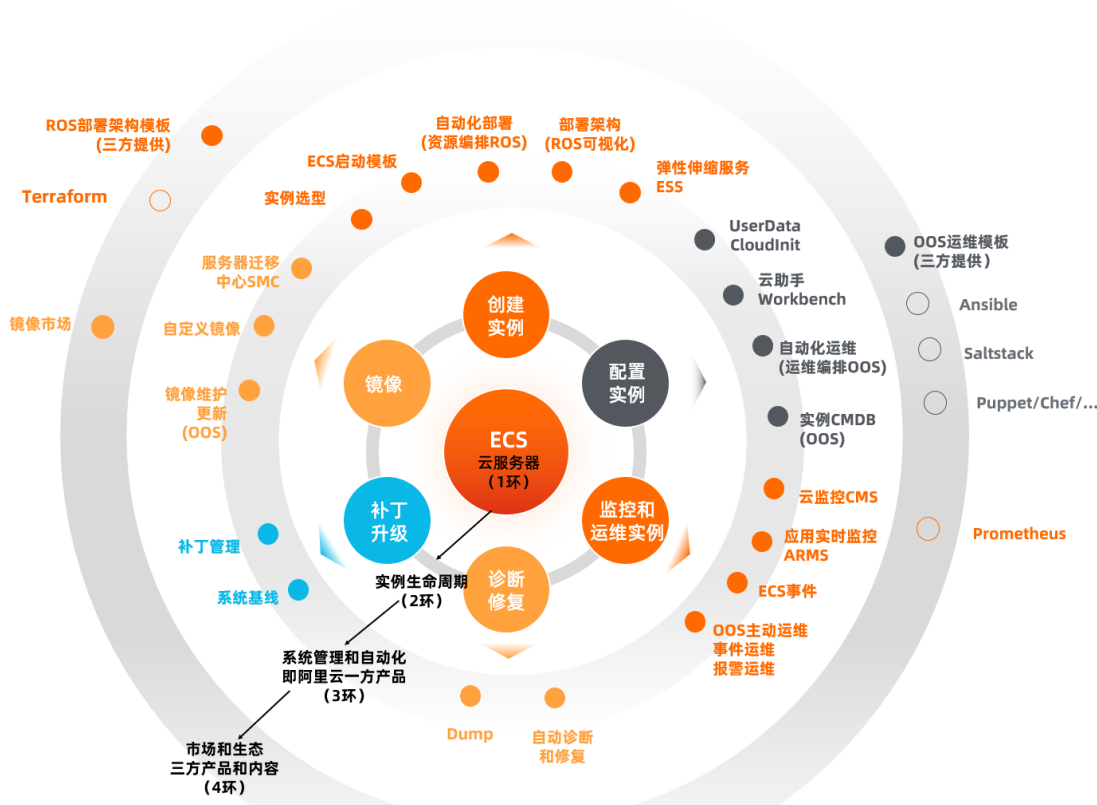 ROS部署架构模板
(三方提供)
Terraform
镜像市场
自动化部署
(资源编排ROS)
部署架构
(ROS可视化)
ECS启动模板
实例选型
弹性伸缩服务
ESS
服务器迁移
中心SMC
自定义镜像
镜像维护
更新
(OOS)
补丁管理
系统基线
UserData
CloudInit
云助手
Workbench
自动化运维
(运维编排OOS)
实例CMDB
(OOS)
云监控CMS
应用实时监控
ARMS
ECS事件
OOS主动运维
事件运维
报警运维
Dump
自动诊断
和修复
OOS运维模板
(三方提供）
Ansible
Saltstack
Puppet/Chef/...
Prometheus
创建
实例
镜像
配置
实例
ECS
云服务器
（1环）
补丁
升级
监控和
运维实例
诊断
修复
实例生命周期
（2环）
系统管理和自动化
即阿里云一方产品
（3环）
市场和生态
三方产品和内容
（4环）